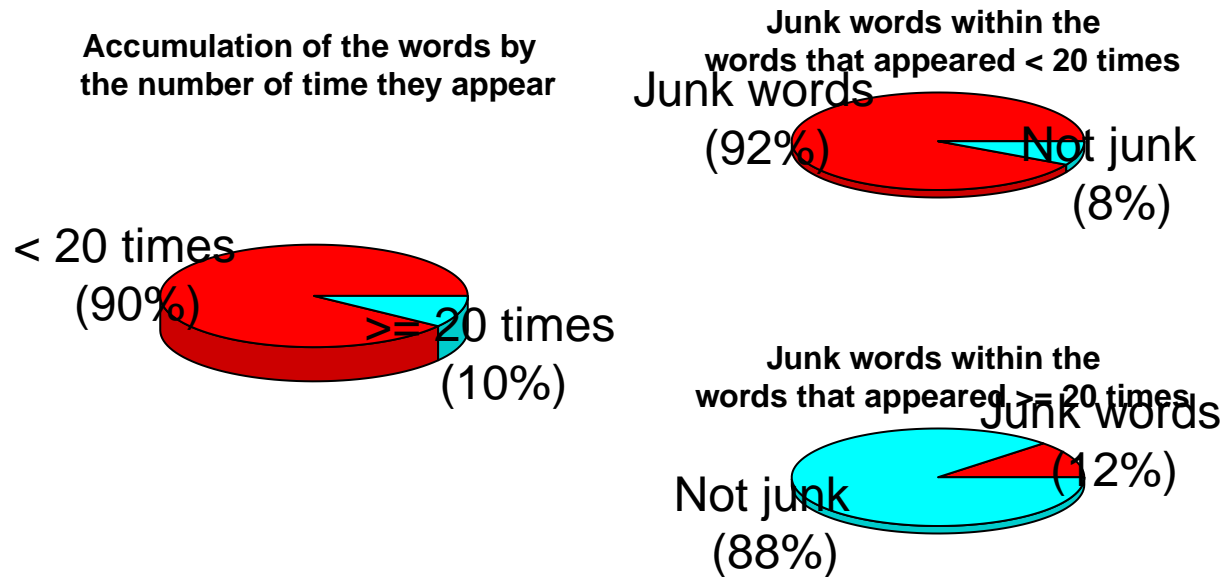 Accumulation of the words by
the number of time they appear
< 20 times
(90%)
>= 20 times
(10%)
Junk words within the
words that appeared < 20 times
Junk words
(92%)
Not junk
(8%)
Junk words within the
words that appeared >= 20 times
Junk words
(12%)
Not junk
(88%)